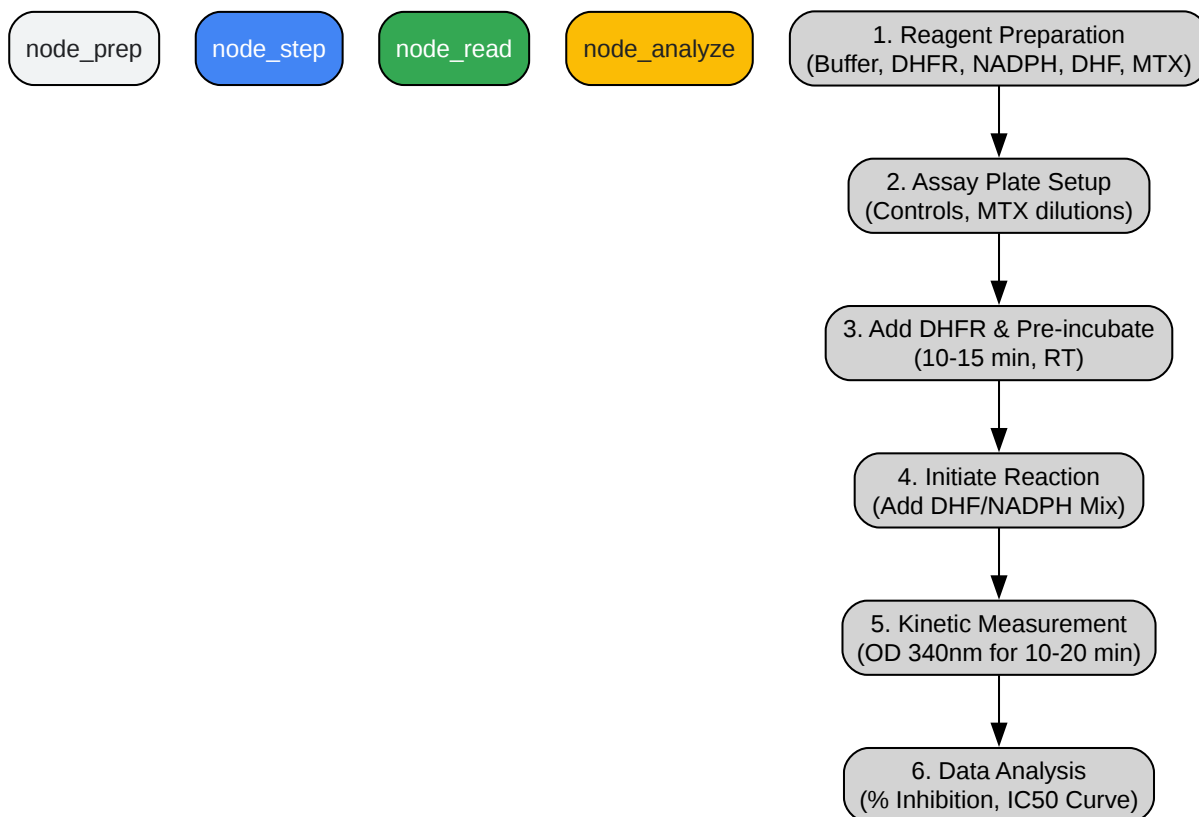 node_prep
node_step
node_read
node_analyze
1. Reagent Preparation
(Buffer, DHFR, NADPH, DHF, MTX)
2. Assay Plate Setup
(Controls, MTX dilutions)
3. Add DHFR & Pre-incubate
(10-15 min, RT)
4. Initiate Reaction
(Add DHF/NADPH Mix)
5. Kinetic Measurement
(OD 340nm for 10-20 min)
6. Data Analysis
(% Inhibition, IC50 Curve)